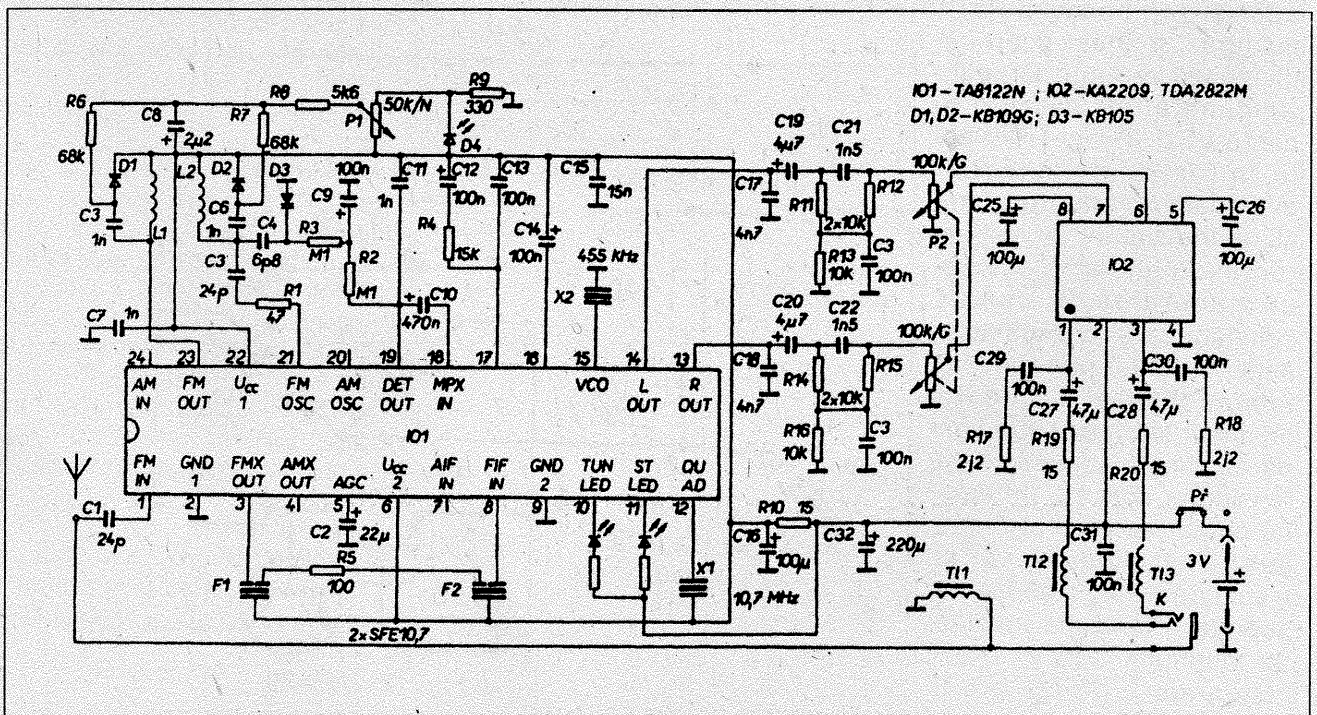 IO1-TA8122N ; IO2-KA2209, TDA2822M
D1,D2-KB109G; D3-KB105
R6
68k
C8
2µ2
R7
68k
R8
5k6
P1
50K/N
R9
330
D4
D1
L1
L2
D2
D3
C3
1n
C6
1n
C4
6p8
C3
24p
R1
47
100n
C9
R3
M1
R2
M1
C10
470n
C11
1n
C12
100n
R4
15K
C13
100n
C14
100n
C15
15n
455 KHz
X2
C7
1n
C17
4n7
C19
4µ7
C21
1n5
R11
R12
2x10k
R13
10k
C3
100n
100k/G
P2
C18
4n7
C20
4µ7
C22
1n5
R14
R15
2x10k
R16
10k
C3
100n
100k/G
C25
100µ
8
7
6
5
C26
100µ
IO2
1
2
3
4
C29
100n
C27
47µ
C28
47µ
C30
100n
R17
2j2
R19
15
R20
15
R18
2j2
24
23
22
21
20
19
18
17
16
15
14
13
AM IN
FM OUT
Ucc 1
FM OSC
AM OSC
DET OUT
MPX IN
VCO
L OUT
R OUT
IO1
FM IN
GND 1
FMX OUT
AMX OUT
AGC
Ucc 2
AIF IN
FIF IN
GND 2
TUN LED
ST LED
QU AD
1
2
3
4
5
6
7
8
9
10
11
12
C1
24p
C2
22µ
R5
100
F1
F2
2x SFE10,7
X1
10,7 MHz
C16
100µ
R10
15
C32
220µ
C31
100n
Př
3V
Tl1
Tl2
Tl3
K